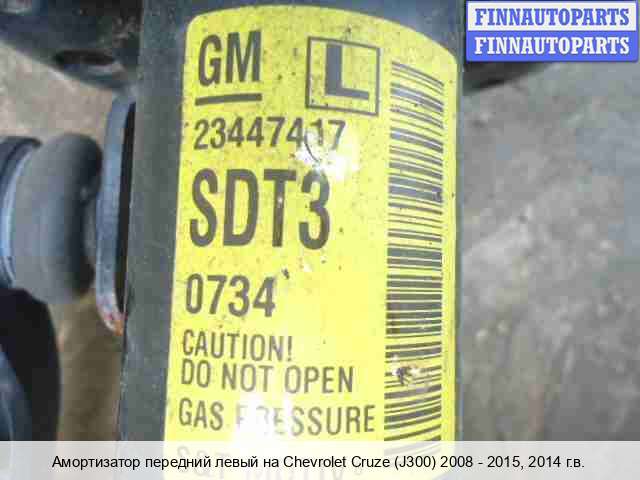 FINNAUTOPARTS
FINNAUTOPARTS
GM L
23447417
SDT3
0734
CAUTION!
DO NOT OPEN
GAS PRESSURE
S&T MOTIV
Амортизатор передний левый на Chevrolet Cruze (J300) 2008 - 2015, 2014 г.в.